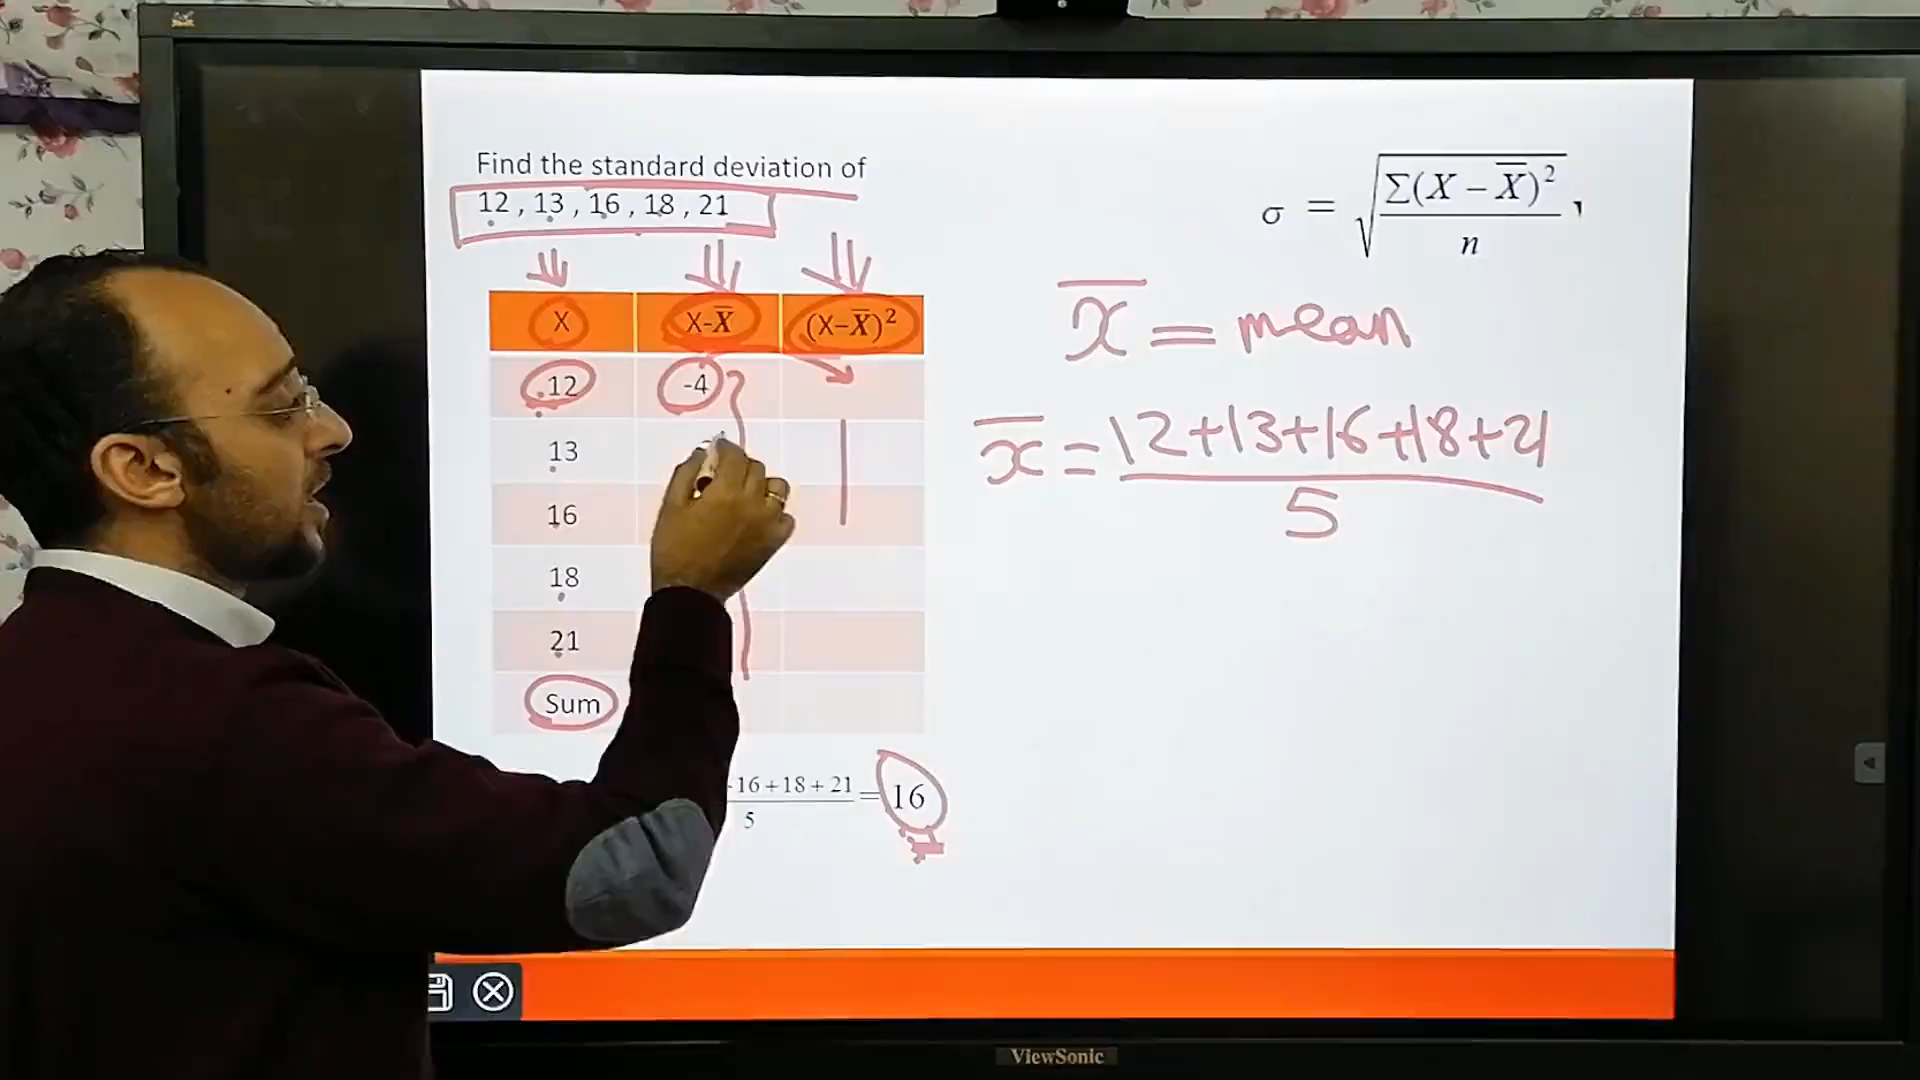 Find the standard deviation of
12 , 13 , 16 , 18 , 21
σ = √(Σ(X − X̅)² / n) ,
x̅ = mean
x̅ = 12+13+16+18+21
5
X X-X̅ (X-X̅)²
12 -4
13
16
18
21
Sum
16 + 18 + 21 = 16
5
ViewSonic